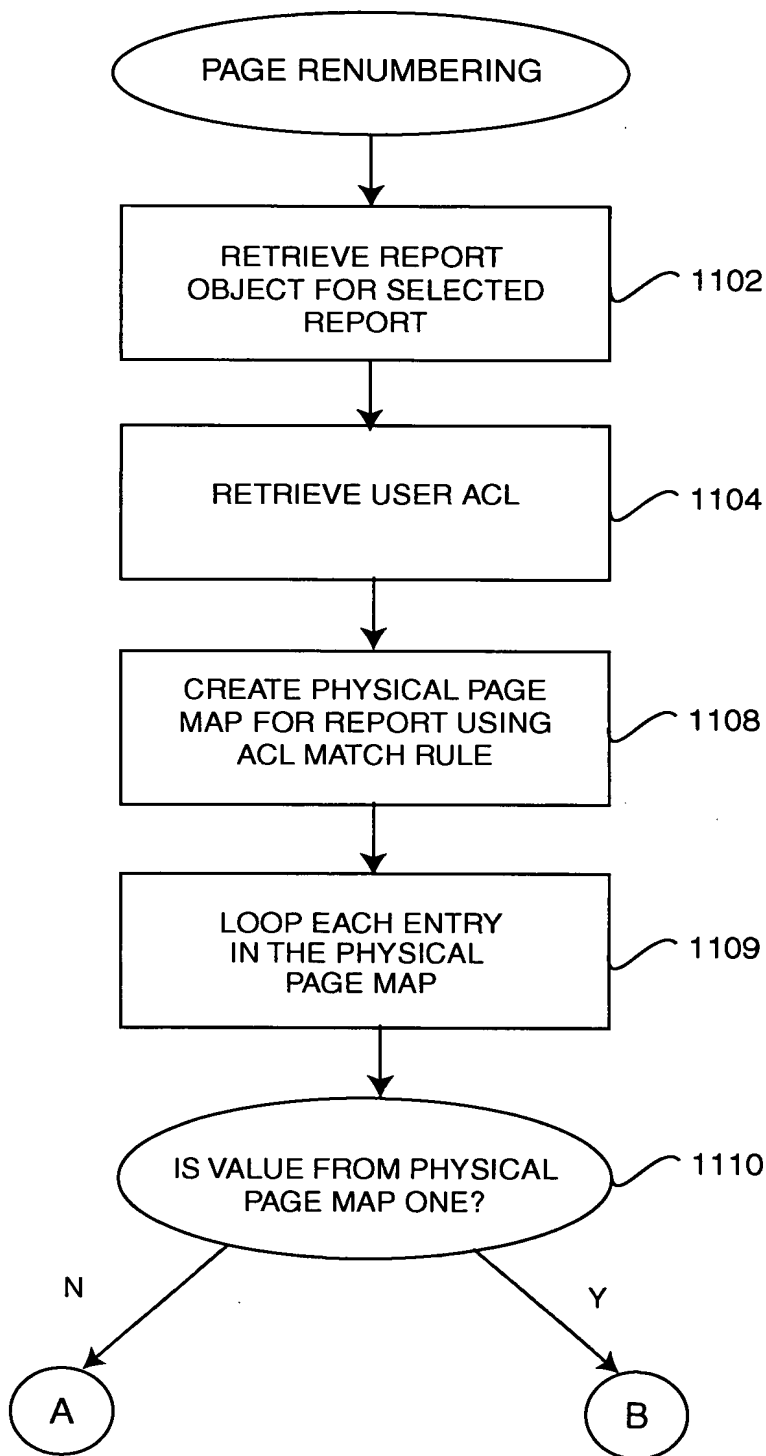 PAGE RENUMBERING
RETRIEVE REPORT
OBJECT FOR SELECTED
REPORT
1102
RETRIEVE USER ACL
1104
CREATE PHYSICAL PAGE
MAP FOR REPORT USING
ACL MATCH RULE
1108
LOOP EACH ENTRY
IN THE PHYSICAL
PAGE MAP
1109
IS VALUE FROM PHYSICAL
PAGE MAP ONE?
1110
N
Y
A
B